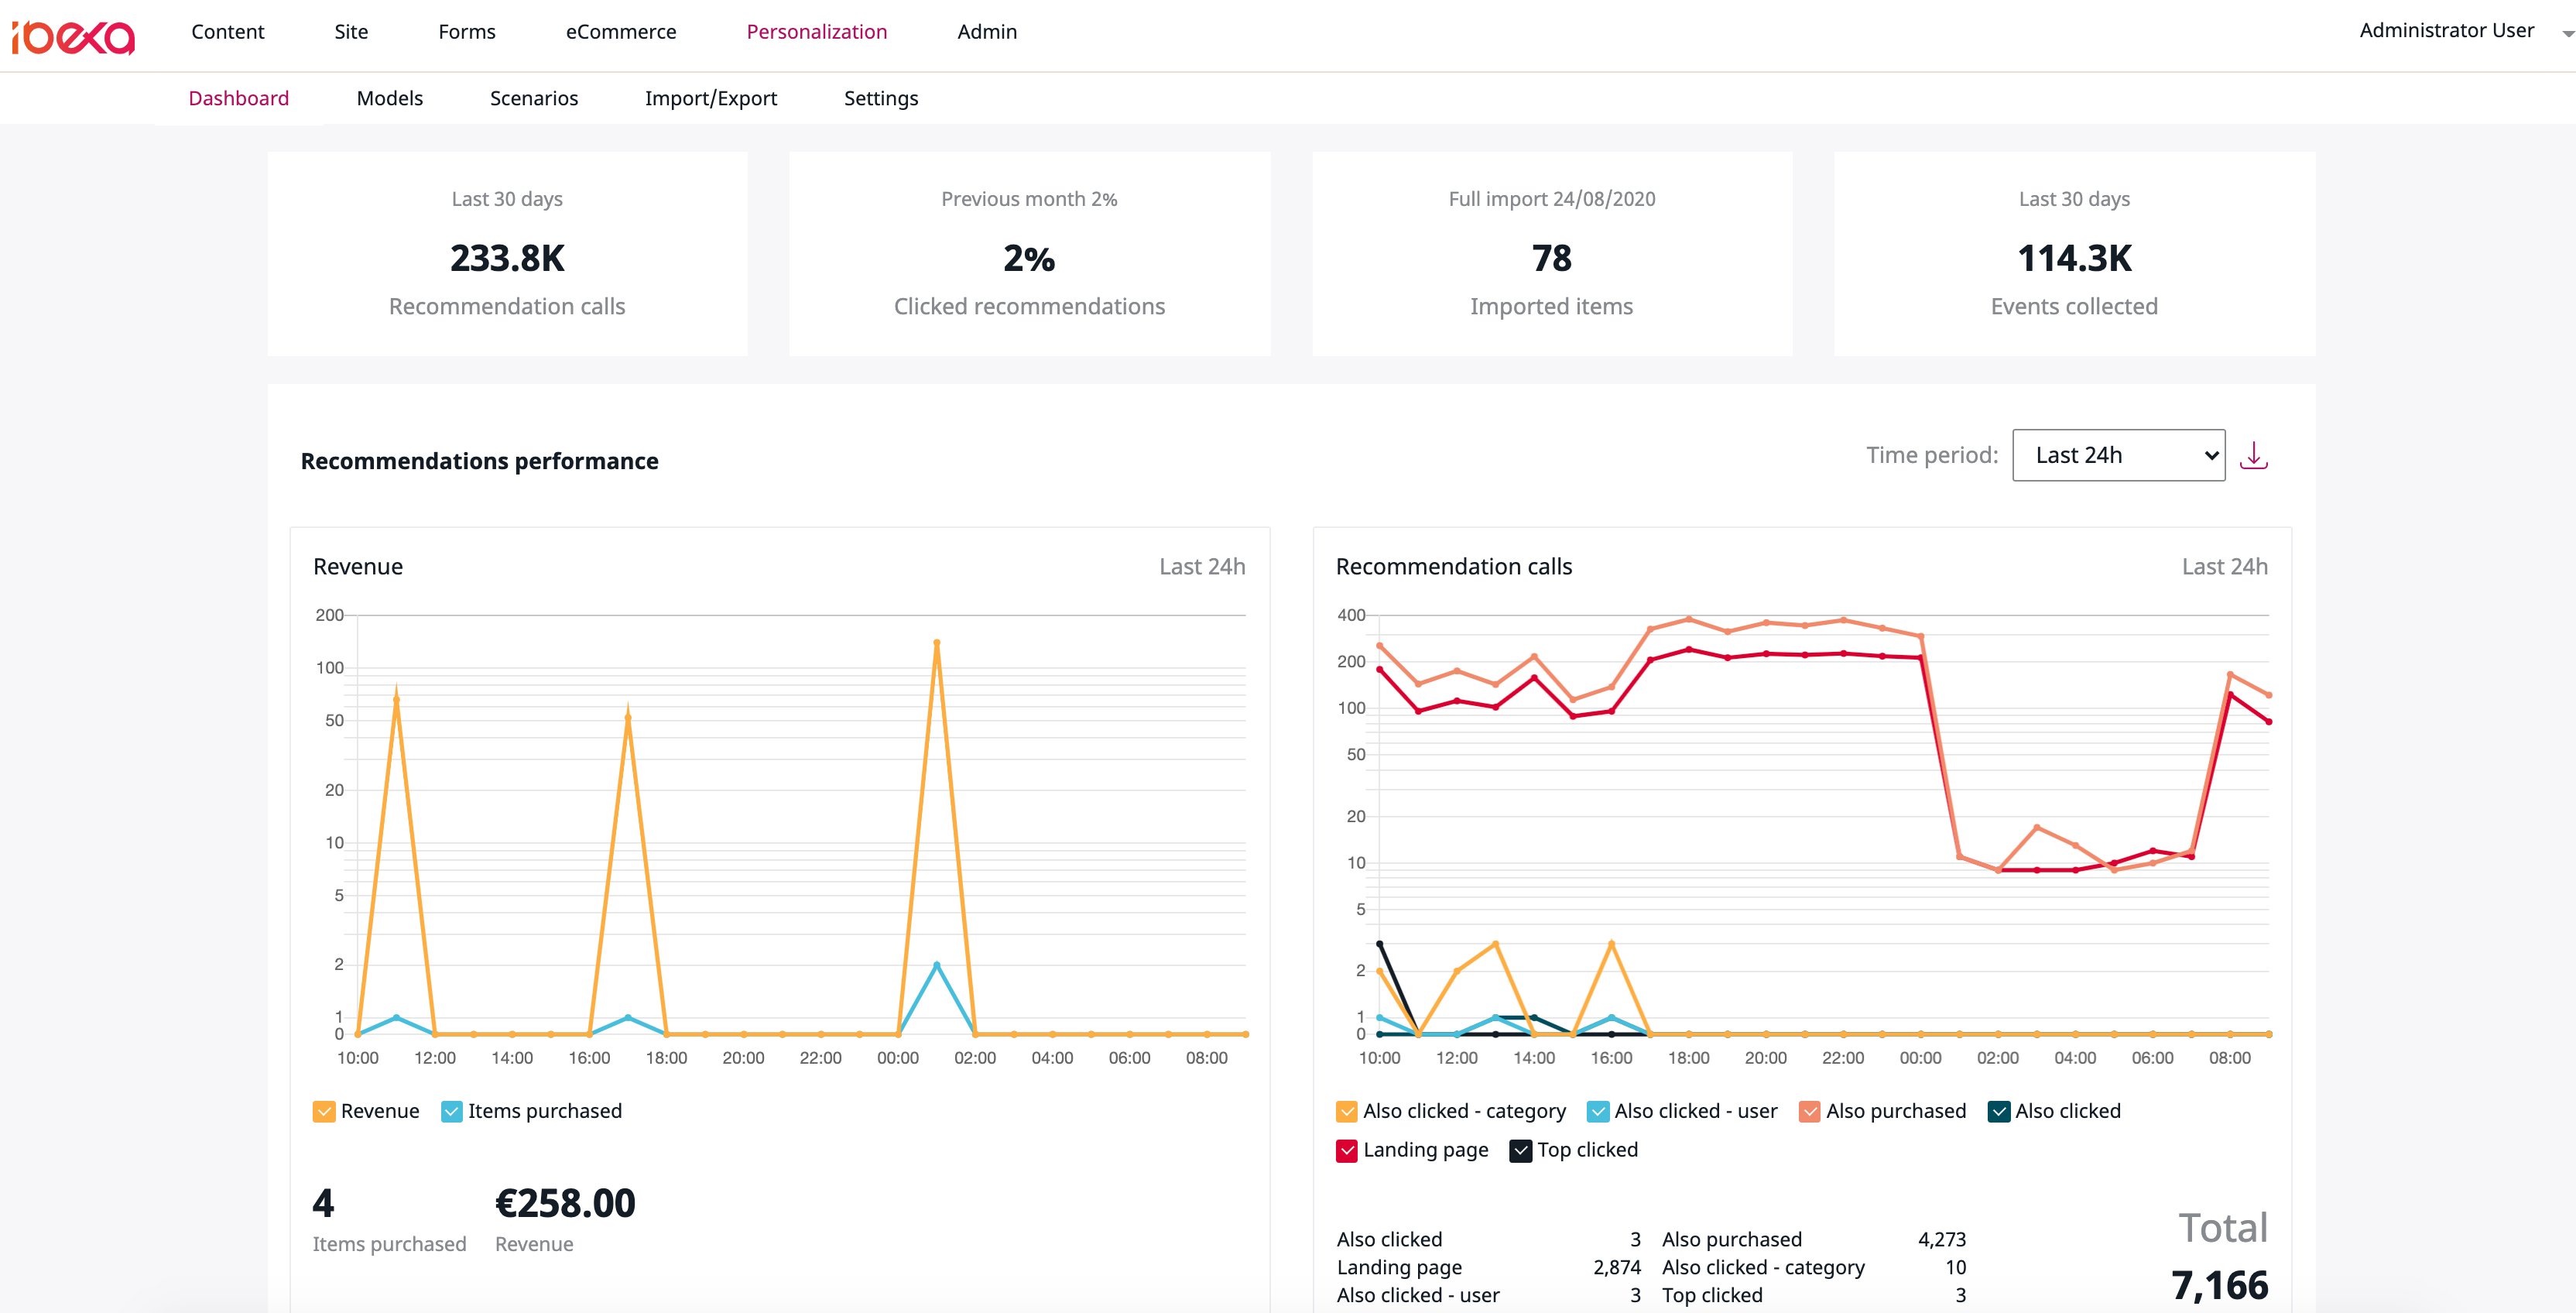 ibexa
Content Site Forms eCommerce Personalization Admin Administrator User
Dashboard Models Scenarios Import/Export Settings
Last 30 days
233.8K
Recommendation calls
Previous month 2%
2%
Clicked recommendations
Full import 24/08/2020
78
Imported items
Last 30 days
114.3K
Events collected
Recommendations performance
Time period: Last 24h
Revenue Last 24h
200
100
50
20
10
5
2
1
0
10:00 12:00 14:00 16:00 18:00 20:00 22:00 00:00 02:00 04:00 06:00 08:00
Revenue Items purchased
4 €258.00
Items purchased Revenue
Recommendation calls Last 24h
400
200
100
50
20
10
5
2
1
0
10:00 12:00 14:00 16:00 18:00 20:00 22:00 00:00 02:00 04:00 06:00 08:00
Also clicked - category Also clicked - user Also purchased Also clicked
Landing page Top clicked
Also clicked 3 Also purchased 4,273
Landing page 2,874 Also clicked - category 10
Also clicked - user 3 Top clicked 3
Total
7,166